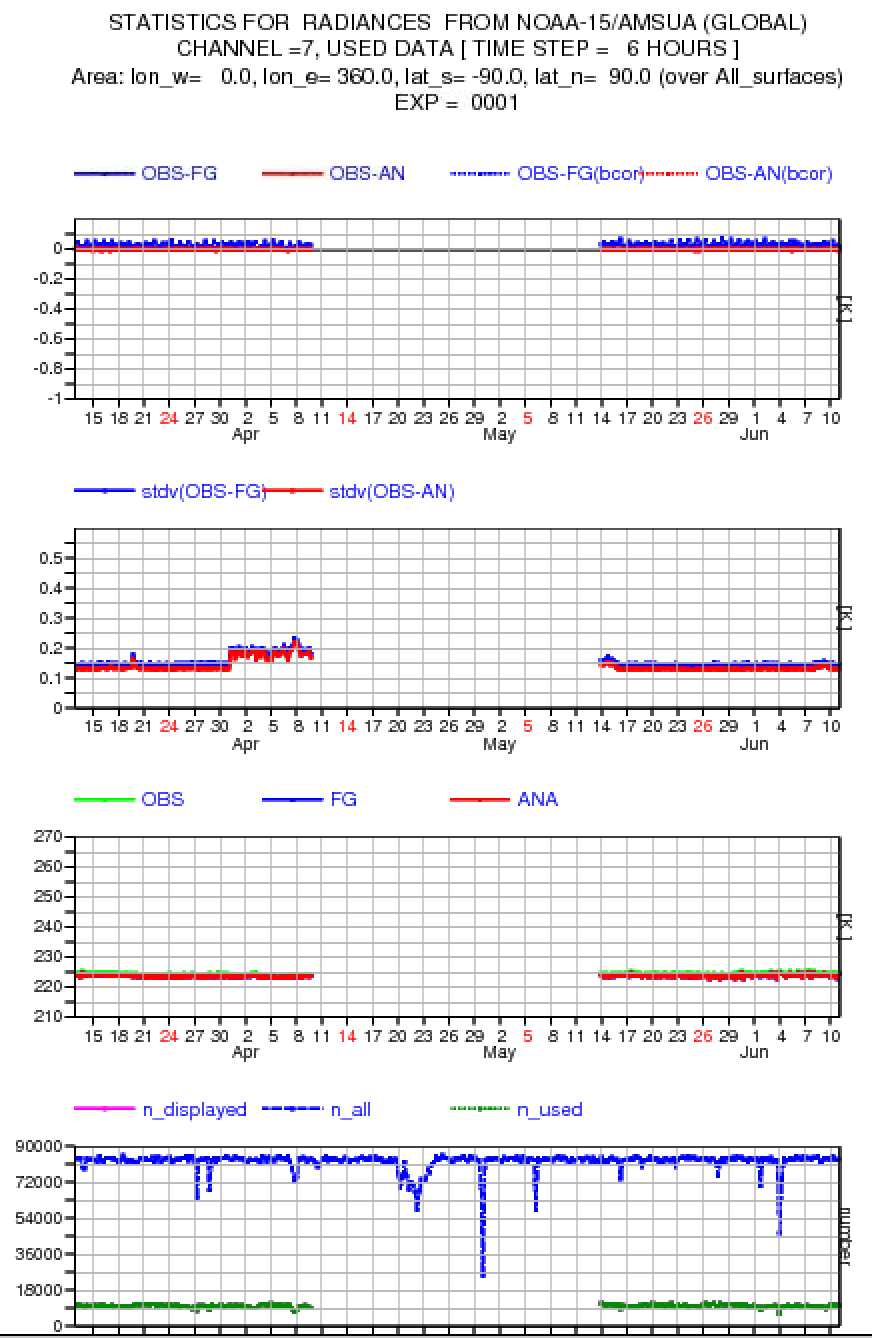 STATISTICS FOR RADIANCES FROM NOAA-15/AMSUA (GLOBAL)
CHANNEL =7, USED DATA [ TIME STEP = 6 HOURS ]
Area: lon_w= 0.0, lon_e= 360.0, lat_s= -90.0, lat_n= 90.0 (over All_surfaces)
EXP = 0001
OBS-FG OBS-AN OBS-FG(bcor) OBS-AN(bcor)
0
-0.2
-0.4
-0.6
-0.8
-1
[K]
15 18 21 24 27 30 2 5 8 11 14 17 20 23 26 29 2 5 8 11 14 17 20 23 26 29 1 4 7 10
Apr May Jun
stdv(OBS-FG) stdv(OBS-AN)
0.5
0.4
0.3
0.2
0.1
0
[K]
15 18 21 24 27 30 2 5 8 11 14 17 20 23 26 29 2 5 8 11 14 17 20 23 26 29 1 4 7 10
Apr May Jun
OBS FG ANA
270
260
250
240
230
220
210
[K]
15 18 21 24 27 30 2 5 8 11 14 17 20 23 26 29 2 5 8 11 14 17 20 23 26 29 1 4 7 10
Apr May Jun
n_displayed n_all n_used
90000
72000
54000
36000
18000
0
number